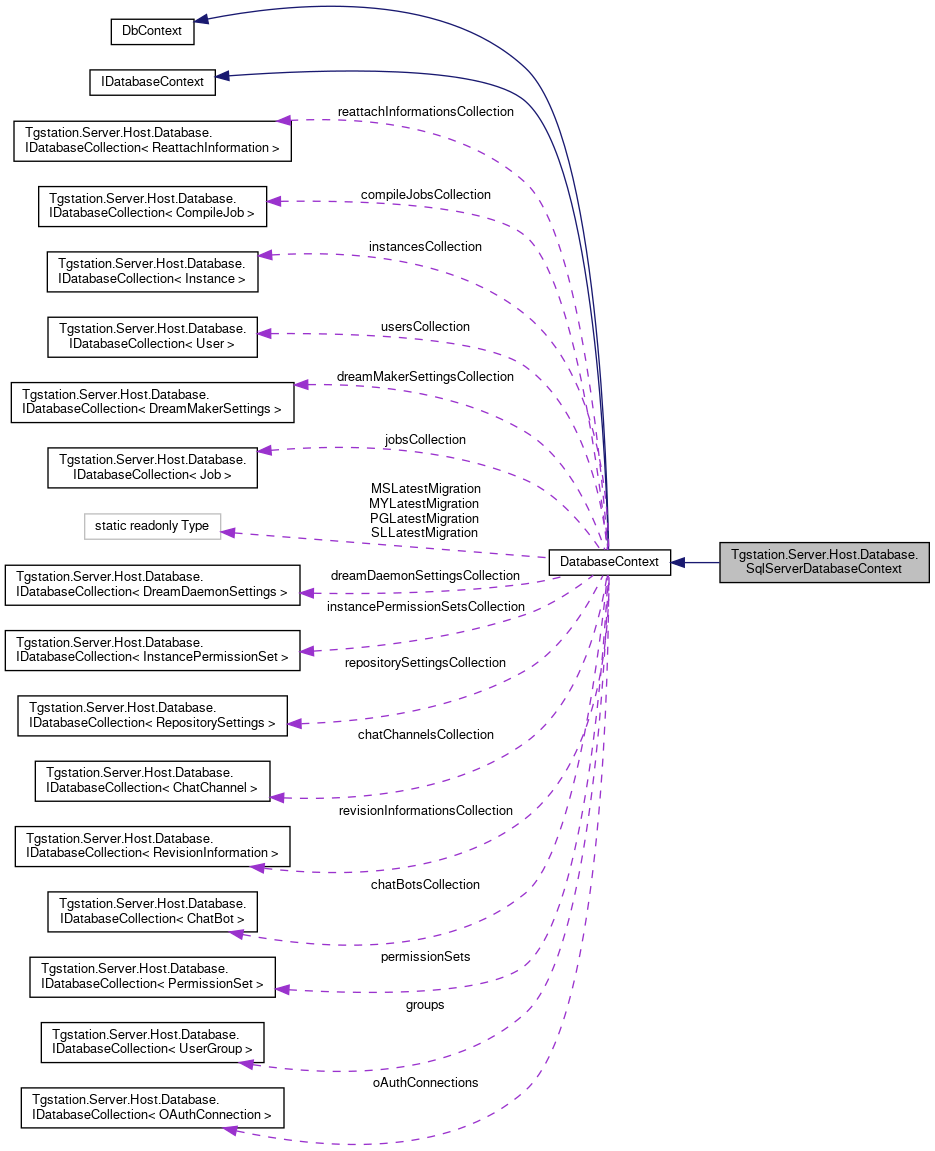 DbContext
IDatabaseContext
reattachInformationsCollection
Tgstation.Server.Host.Database.
IDatabaseCollection< ReattachInformation >
compileJobsCollection
Tgstation.Server.Host.Database.
IDatabaseCollection< CompileJob >
instancesCollection
Tgstation.Server.Host.Database.
IDatabaseCollection< Instance >
usersCollection
Tgstation.Server.Host.Database.
IDatabaseCollection< User >
dreamMakerSettingsCollection
Tgstation.Server.Host.Database.
IDatabaseCollection< DreamMakerSettings >
jobsCollection
Tgstation.Server.Host.Database.
IDatabaseCollection< Job >
MSLatestMigration
MYLatestMigration
PGLatestMigration
SLLatestMigration
static readonly Type
DatabaseContext
Tgstation.Server.Host.Database.
SqlServerDatabaseContext
dreamDaemonSettingsCollection
Tgstation.Server.Host.Database.
IDatabaseCollection< DreamDaemonSettings >
instancePermissionSetsCollection
Tgstation.Server.Host.Database.
IDatabaseCollection< InstancePermissionSet >
repositorySettingsCollection
Tgstation.Server.Host.Database.
IDatabaseCollection< RepositorySettings >
chatChannelsCollection
Tgstation.Server.Host.Database.
IDatabaseCollection< ChatChannel >
revisionInformationsCollection
Tgstation.Server.Host.Database.
IDatabaseCollection< RevisionInformation >
chatBotsCollection
Tgstation.Server.Host.Database.
IDatabaseCollection< ChatBot >
permissionSets
Tgstation.Server.Host.Database.
IDatabaseCollection< PermissionSet >
groups
Tgstation.Server.Host.Database.
IDatabaseCollection< UserGroup >
oAuthConnections
Tgstation.Server.Host.Database.
IDatabaseCollection< OAuthConnection >